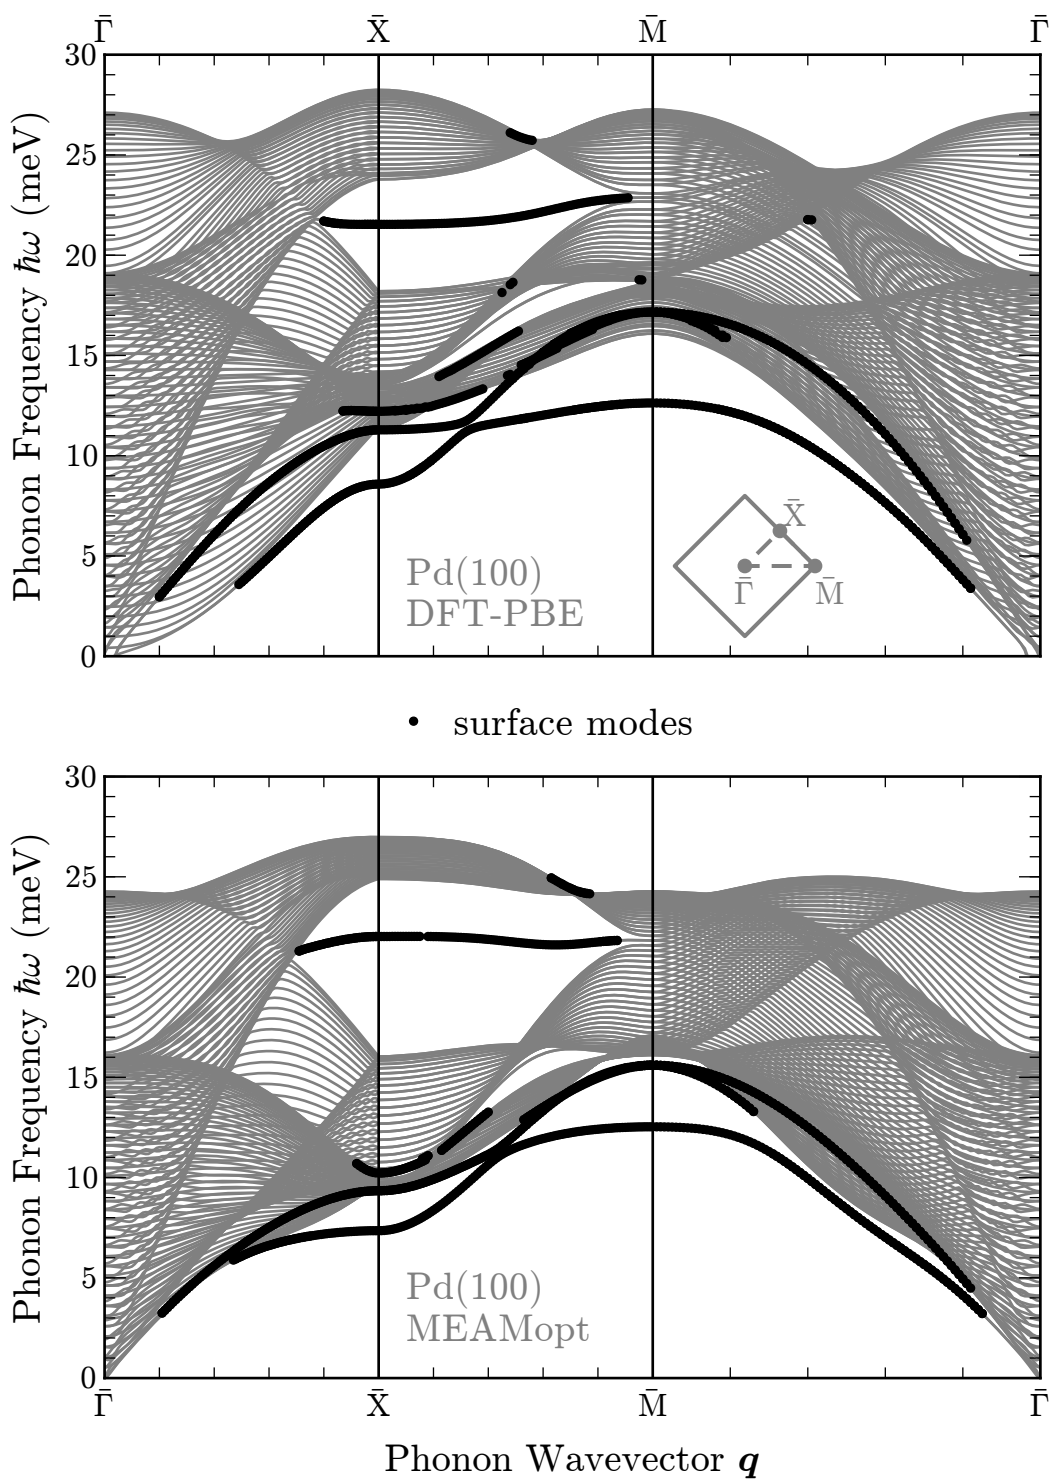 Γ̄ X̄ M̄ Γ̄
30
25
20
15
10
5
0
Phonon Frequency ħω (meV)
X̄
Γ̄ M̄
Pd(100)
DFT-PBE
• surface modes
30
25
20
15
10
5
0
Phonon Frequency ħω (meV)
Pd(100)
MEAMopt
Γ̄ X̄ M̄ Γ̄
Phonon Wavevector q